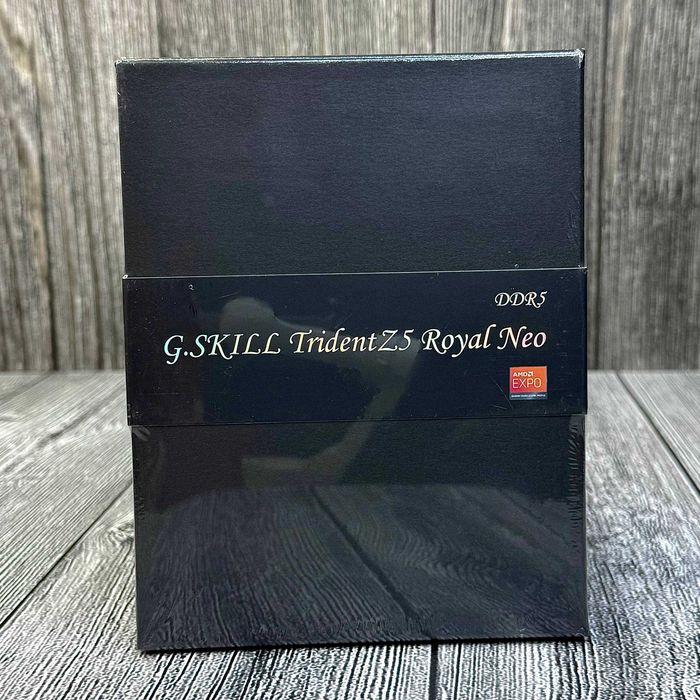 DDR5
G.SKILL TridentZ5 Royal Neo
AMD
EXPO